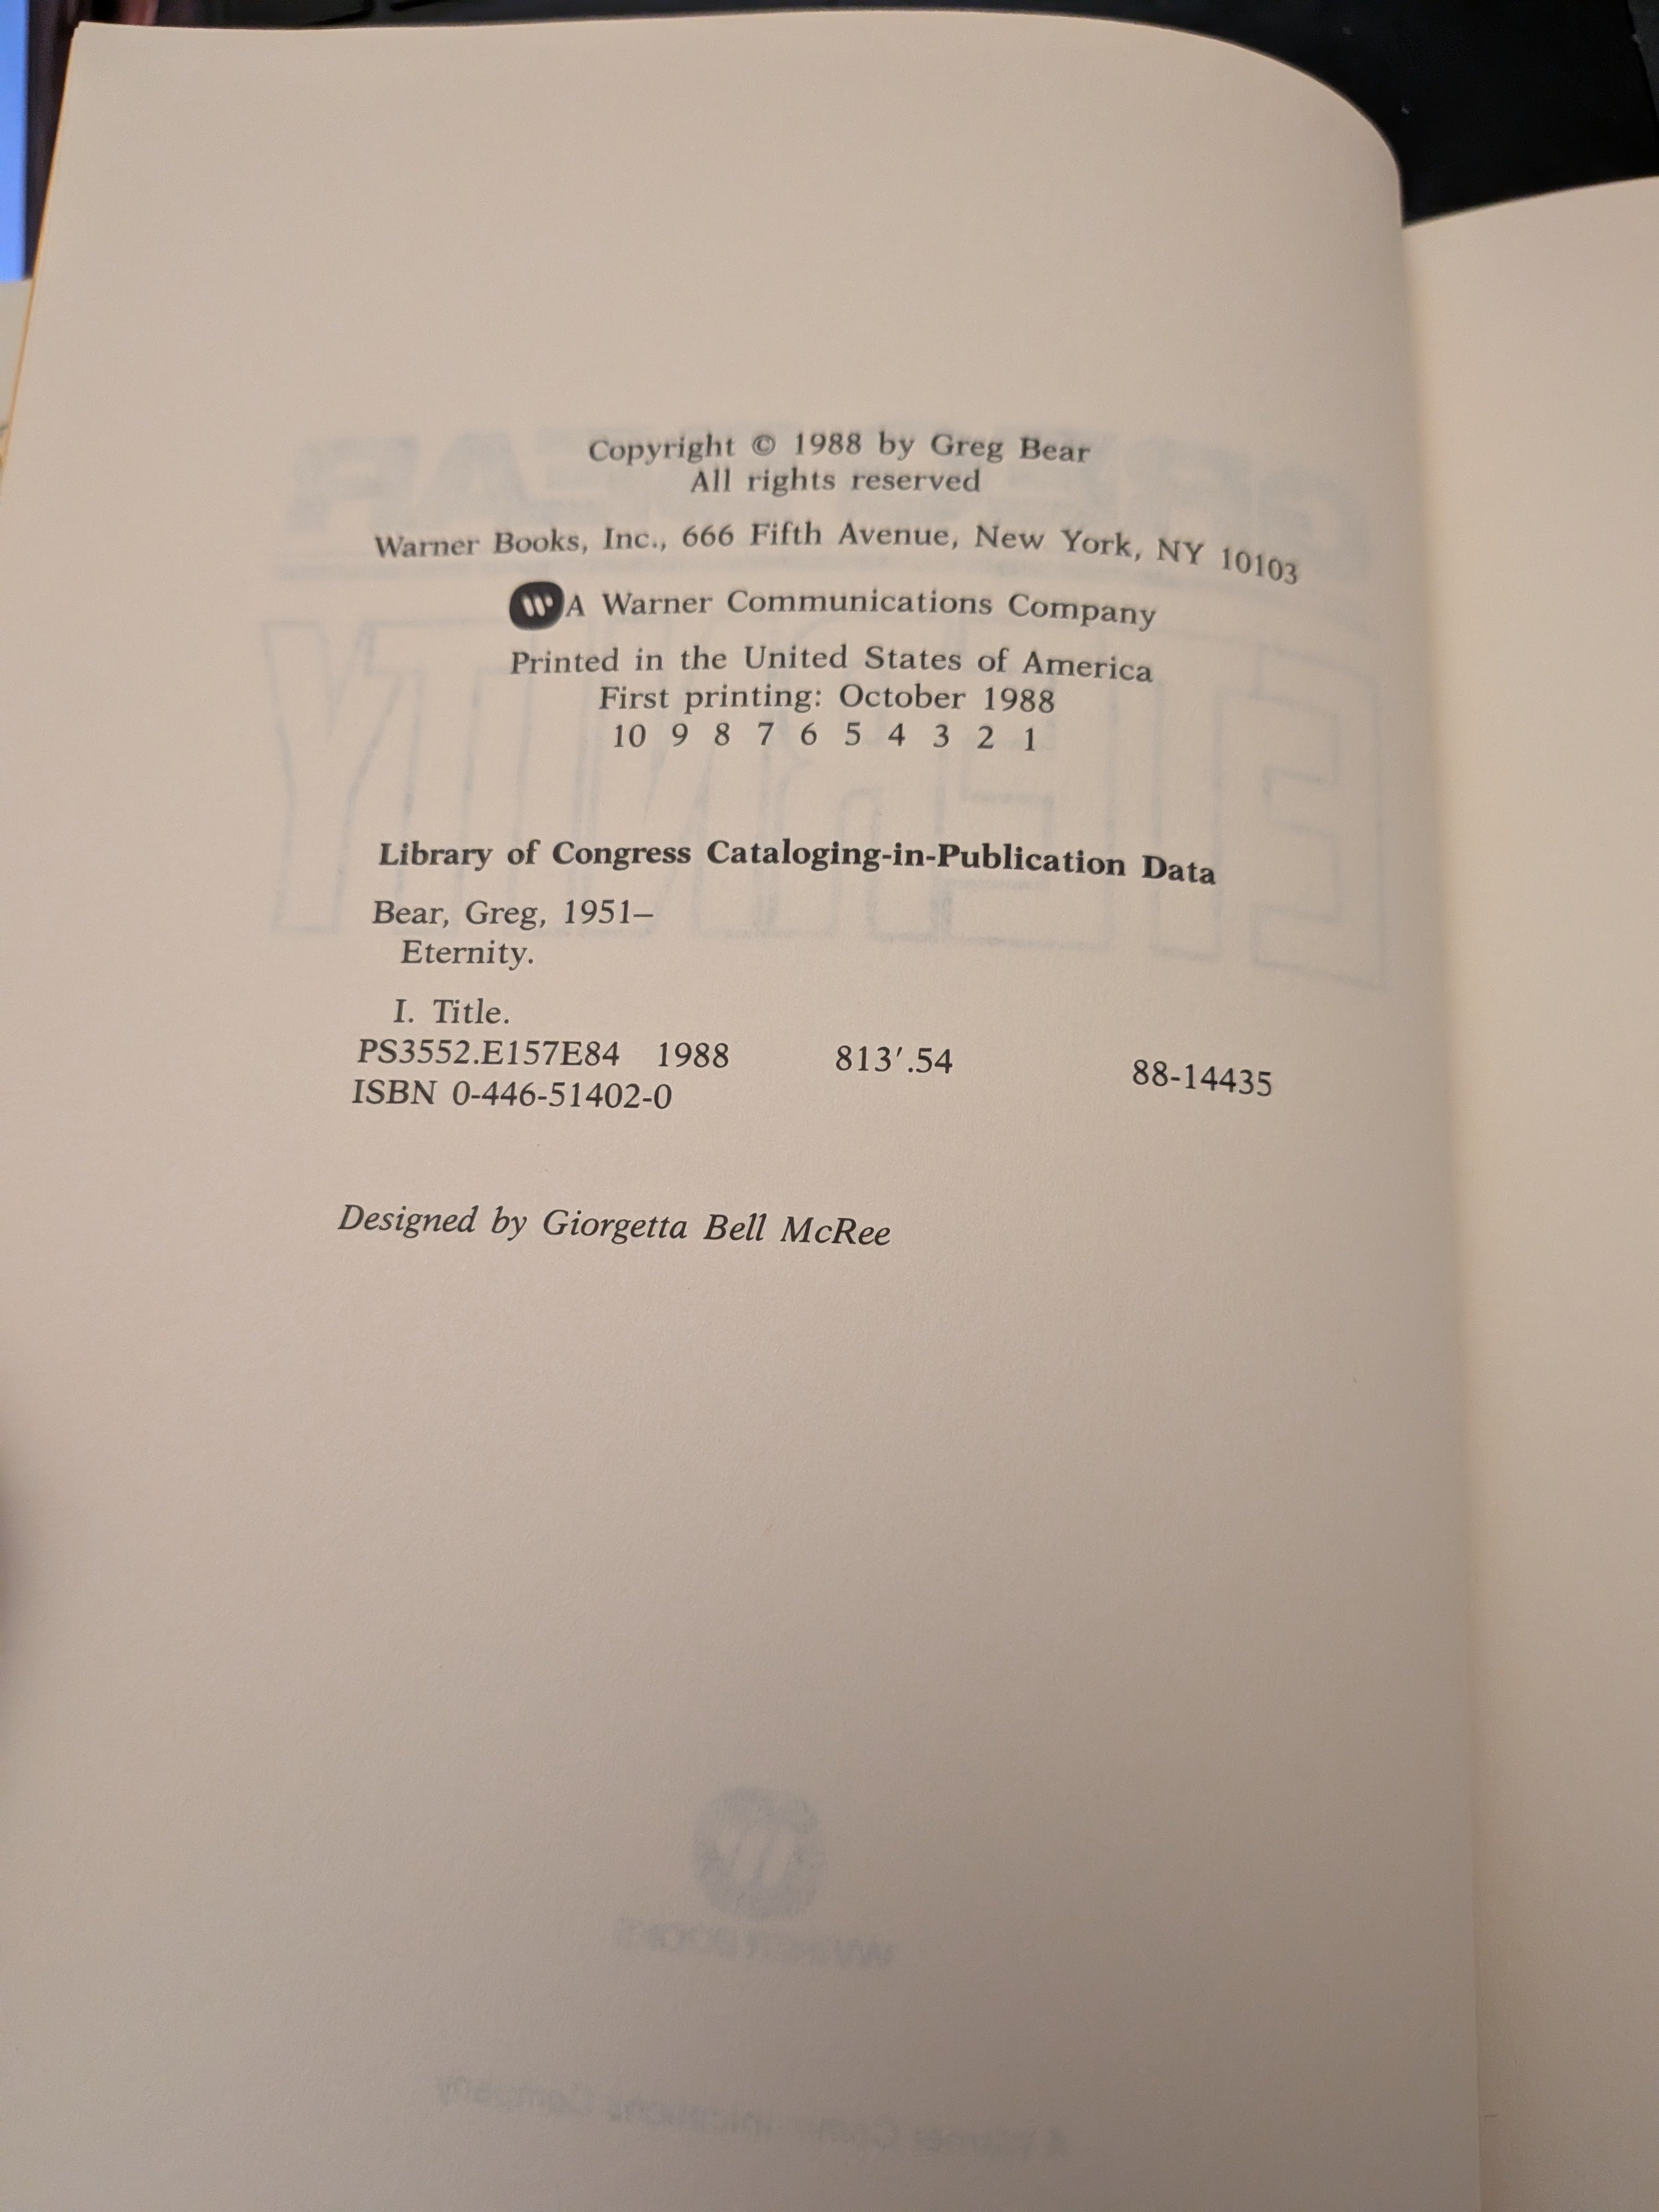 Copyright © 1988 by Greg Bear
All rights reserved
Warner Books, Inc., 666 Fifth Avenue, New York, NY 10103
A Warner Communications Company
Printed in the United States of America
First printing: October 1988
10 9 8 7 6 5 4 3 2 1
Library of Congress Cataloging-in-Publication Data
Bear, Greg, 1951–
Eternity.
I. Title.
PS3552.E157E84 1988 813′.54 88-14435
ISBN 0-446-51402-0
Designed by Giorgetta Bell McRee